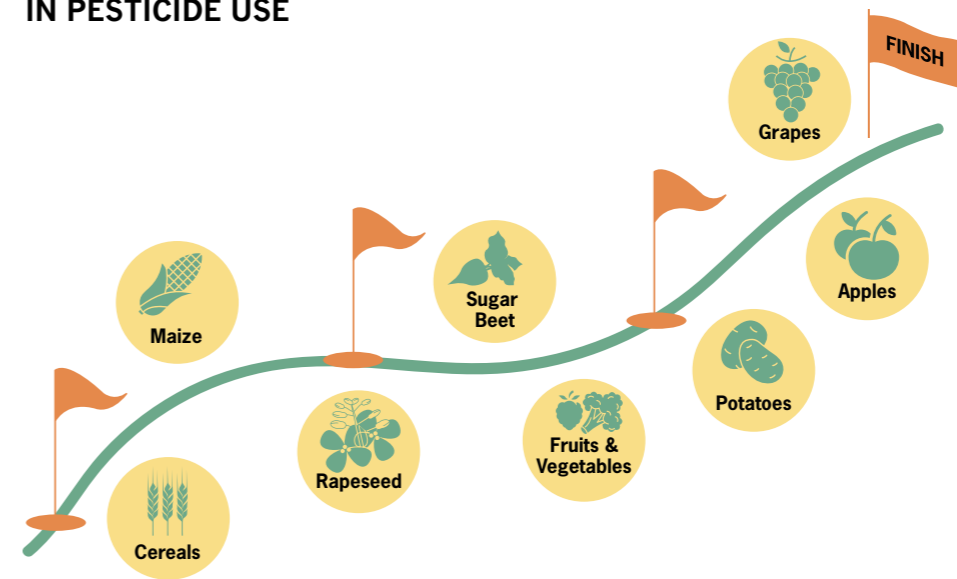 IN PESTICIDE USE
FINISH
Grapes
Apples
Sugar
Beet
Maize
Potatoes
Fruits &
Vegetables
Rapeseed
Cereals